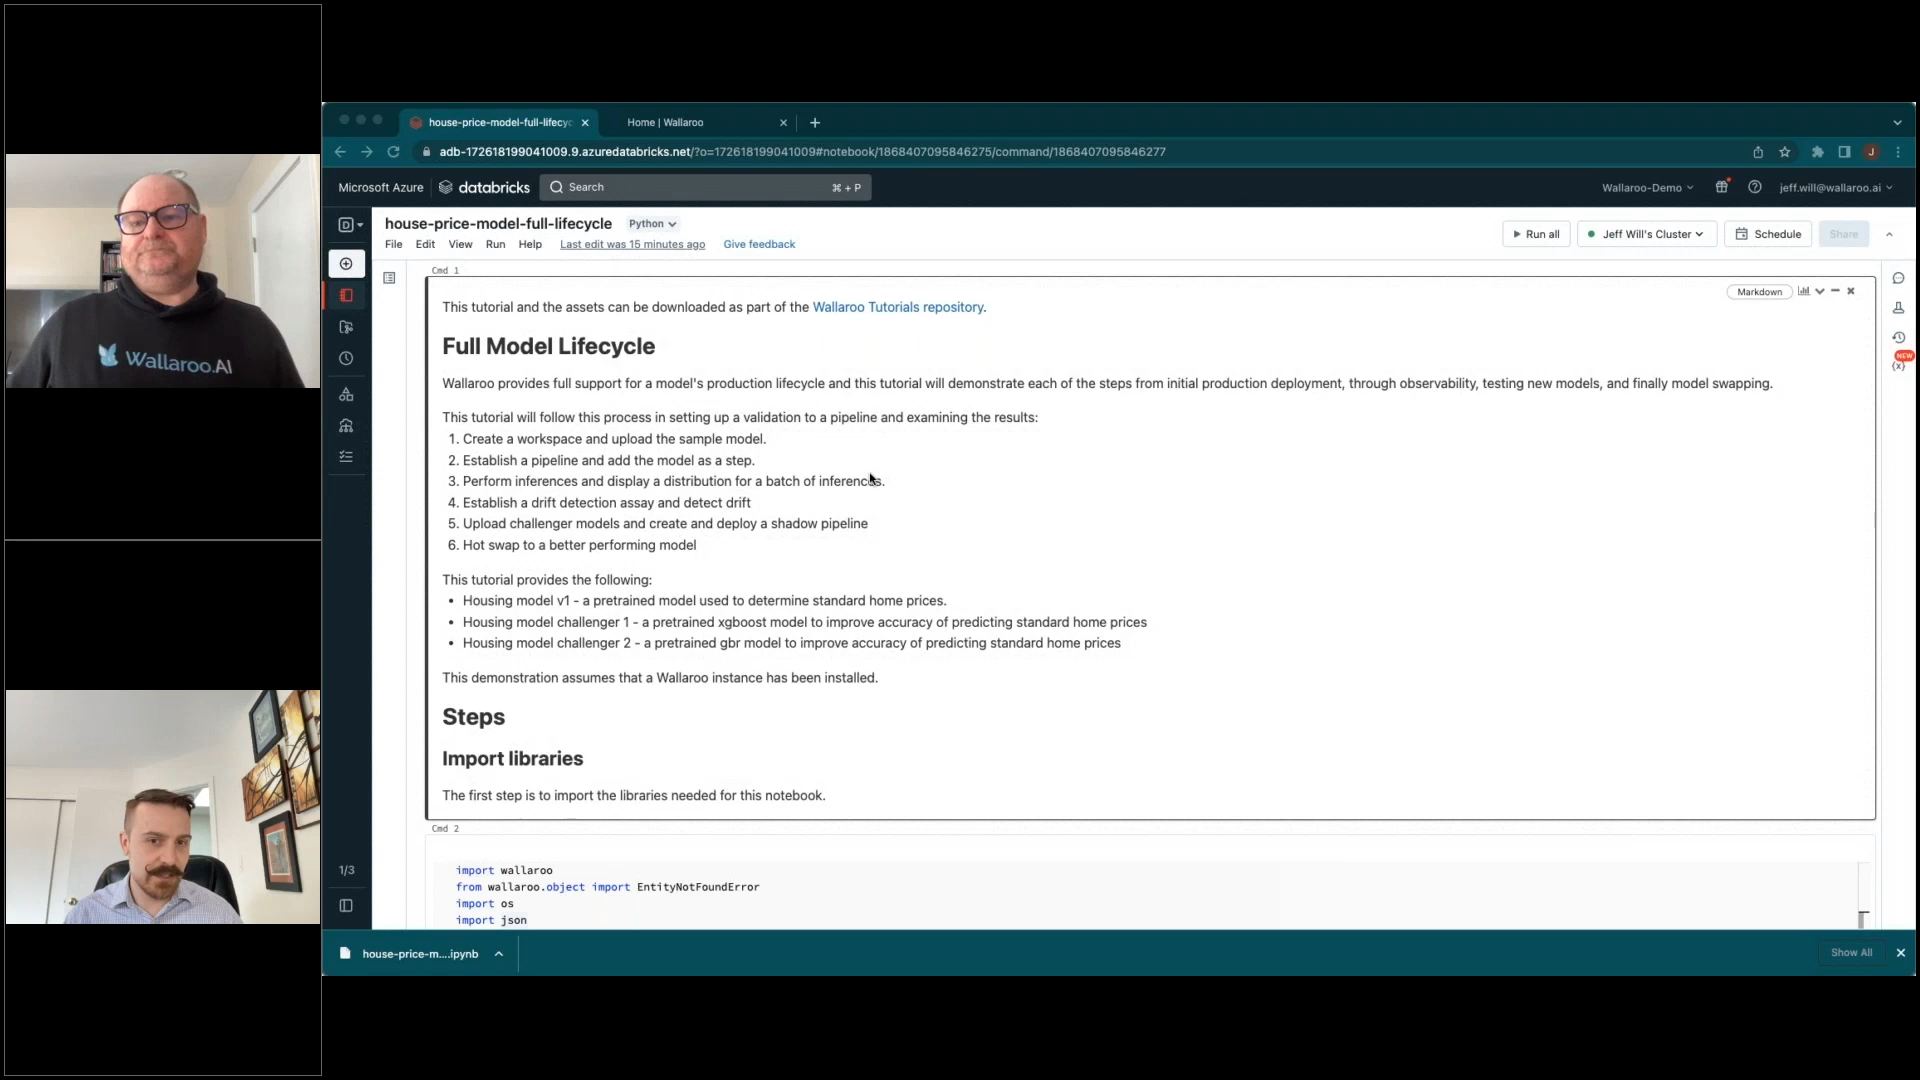 Wallaroo.AI
house-price-model-full-lifecyc
Home | Wallaroo
adb-172618199041009.9.azuredatabricks.net/?o=172618199041009#notebook/1868407095846275/command/1868407095846277
J
Microsoft Azure
databricks
Search
⌘ + P
Wallaroo-Demo
jeff.will@wallaroo.ai
D
house-price-model-full-lifecycle
Python
File Edit View Run Help Last edit was 15 minutes ago Give feedback
Run all
Jeff Will's Cluster
Schedule
Share
Cmd 1
Markdown
This tutorial and the assets can be downloaded as part of the Wallaroo Tutorials repository.
NEW
{x}
Full Model Lifecycle
Wallaroo provides full support for a model's production lifecycle and this tutorial will demonstrate each of the steps from initial production deployment, through observability, testing new models, and finally model swapping.
This tutorial will follow this process in setting up a validation to a pipeline and examining the results:
1. Create a workspace and upload the sample model.
2. Establish a pipeline and add the model as a step.
3. Perform inferences and display a distribution for a batch of inferences.
4. Establish a drift detection assay and detect drift
5. Upload challenger models and create and deploy a shadow pipeline
6. Hot swap to a better performing model
This tutorial provides the following:
• Housing model v1 - a pretrained model used to determine standard home prices.
• Housing model challenger 1 - a pretrained xgboost model to improve accuracy of predicting standard home prices
• Housing model challenger 2 - a pretrained gbr model to improve accuracy of predicting standard home prices
This demonstration assumes that a Wallaroo instance has been installed.
Steps
Import libraries
The first step is to import the libraries needed for this notebook.
Cmd 2
import wallaroo
from wallaroo.object import EntityNotFoundError
import os
import json
1/3
house-price-m....ipynb
Show All